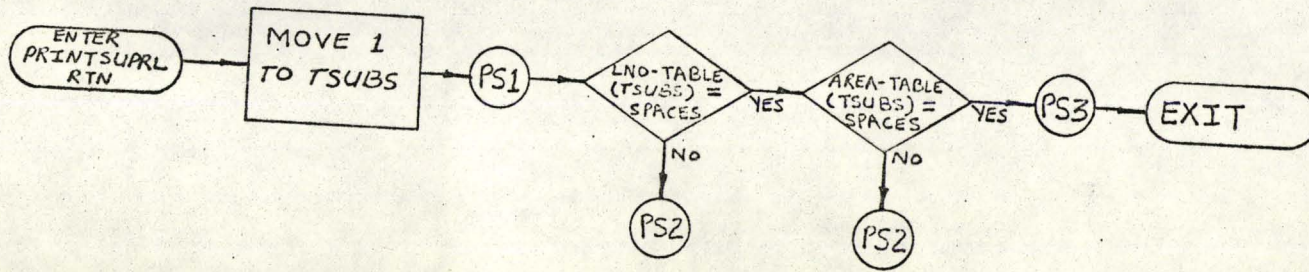 ENTER
PRINTSUPRL
RTN
MOVE 1
TO TSUBS
PS1
LNO-TABLE
(TSUBS) =
SPACES
YES
NO
PS2
AREA-TABLE
(TSUBS) =
SPACES
YES
NO
PS2
PS3
EXIT